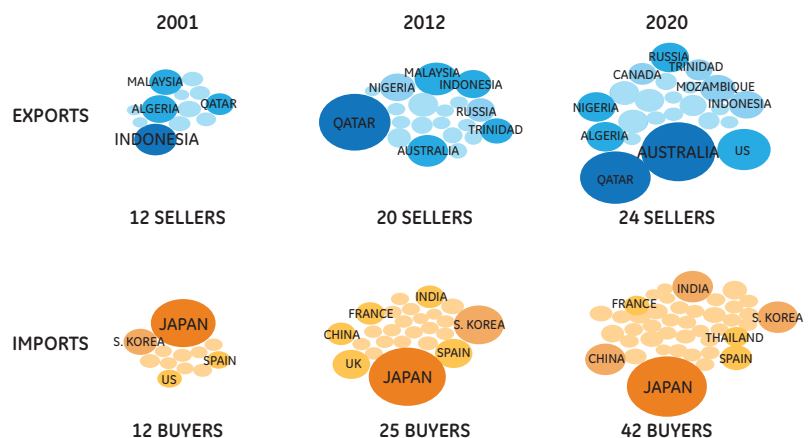 2001
2012
2020
EXPORTS
MALAYSIA
ALGERIA
QATAR
INDONESIA
MALAYSIA
NIGERIA
INDONESIA
QATAR
RUSSIA
TRINIDAD
AUSTRALIA
RUSSIA
TRINIDAD
CANADA
MOZAMBIQUE
NIGERIA
INDONESIA
ALGERIA
AUSTRALIA
US
QATAR
12 SELLERS
20 SELLERS
24 SELLERS
IMPORTS
JAPAN
S. KOREA
SPAIN
US
INDIA
FRANCE
CHINA
S. KOREA
UK
SPAIN
JAPAN
INDIA
FRANCE
S. KOREA
THAILAND
CHINA
SPAIN
JAPAN
12 BUYERS
25 BUYERS
42 BUYERS